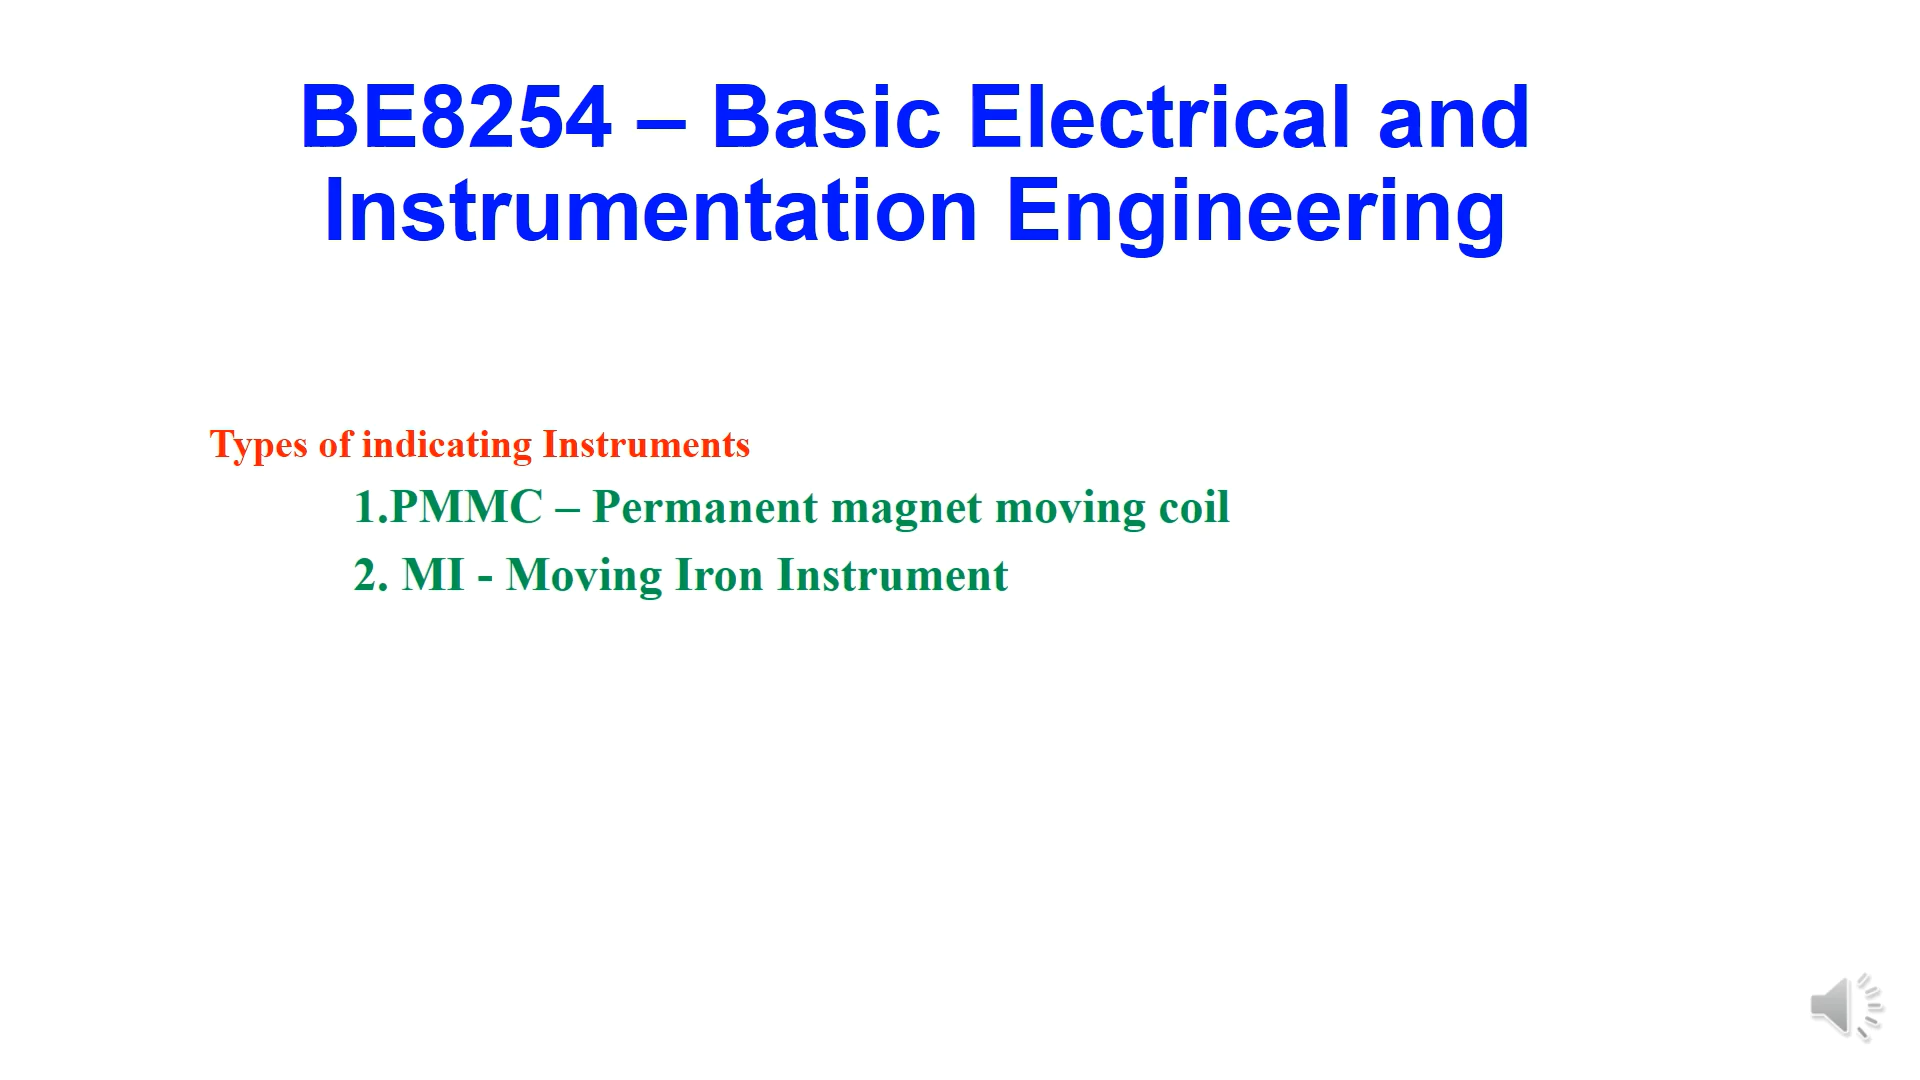 BE8254 – Basic Electrical and
Instrumentation Engineering
Types of indicating Instruments
1.PMMC – Permanent magnet moving coil
2. MI - Moving Iron Instrument